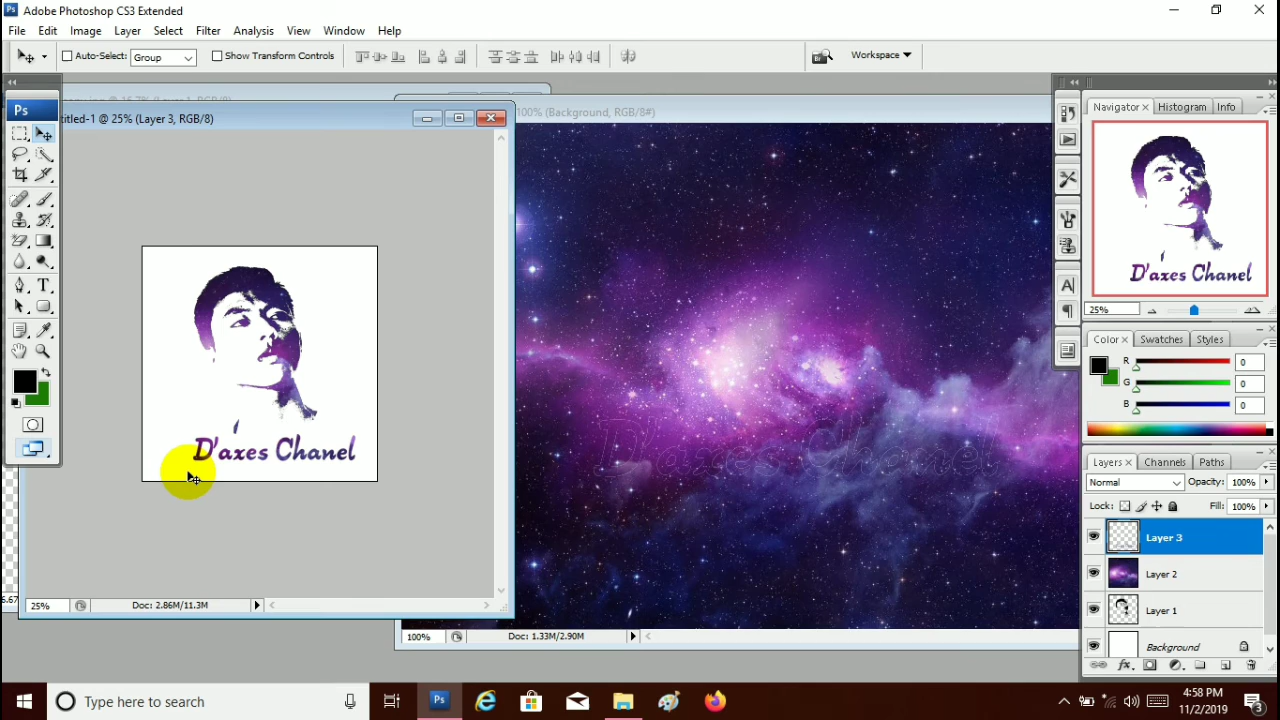 Ps Adobe Photoshop CS3 Extended
File Edit Image Layer Select Filter Analysis View Window Help
Auto-Select: Group Show Transform Controls Workspace
Ps
titled-1 @ 25% (Layer 3, RGB/8)
100% (Background, RGB/8#)
D'axes Chanel
D'axes Chanel
25% Doc: 2.86M/11.3M
100% Doc: 1.33M/2.90M
Navigator Histogram Info
D'axes Chanel
25%
Color Swatches Styles
R 0
G 0
B 0
Layers Channels Paths
Normal Opacity: 100%
Lock: Fill: 100%
Layer 3
Layer 2
Layer 1
Background
Type here to search
4:58 PM
11/2/2019
3